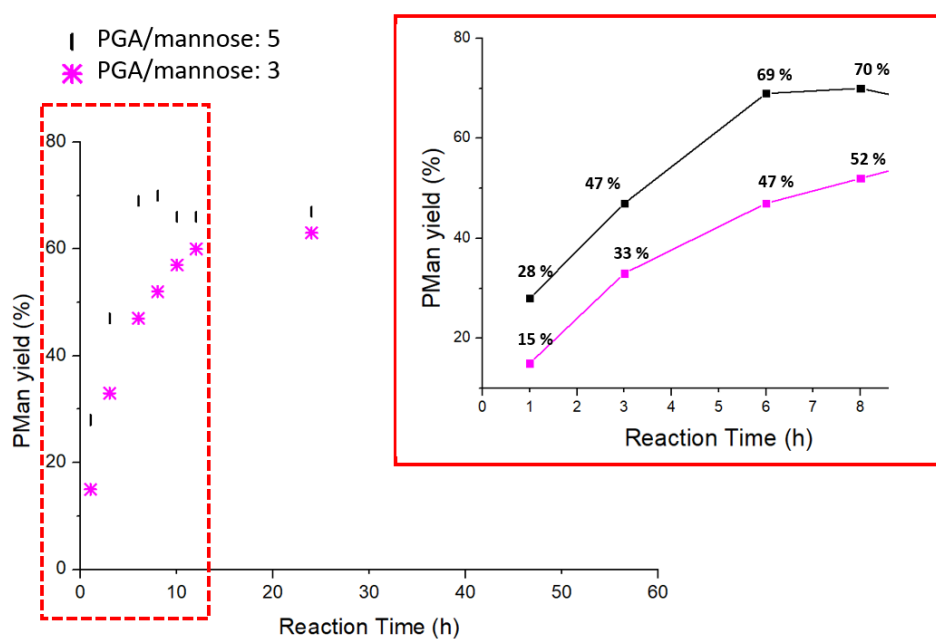 PGA/mannose: 5
PGA/mannose: 3
80
60
40
20
0
PMan yield (%)
0 10 20 30 40 50 60
Reaction Time (h)
80
60
40
20
PMan yield (%)
28 %
47 %
69 %
70 %
15 %
33 %
47 %
52 %
0 1 2 3 4 5 6 7 8
Reaction Time (h)